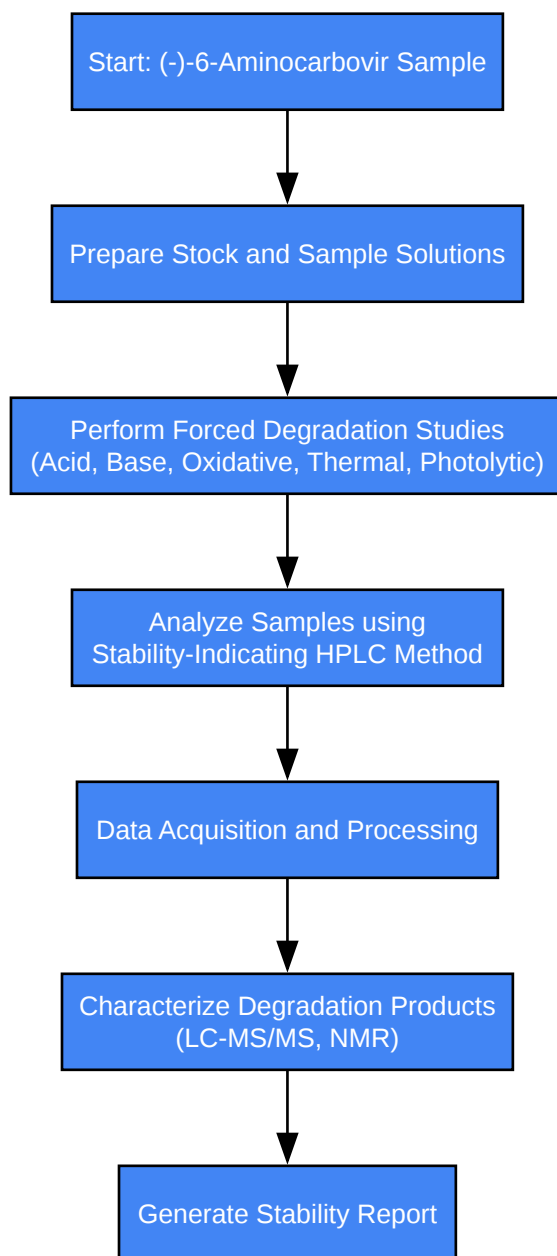 Start: (-)-6-Aminocarbovir Sample
Prepare Stock and Sample Solutions
Perform Forced Degradation Studies
(Acid, Base, Oxidative, Thermal, Photolytic)
Analyze Samples using
Stability-Indicating HPLC Method
Data Acquisition and Processing
Characterize Degradation Products
(LC-MS/MS, NMR)
Generate Stability Report